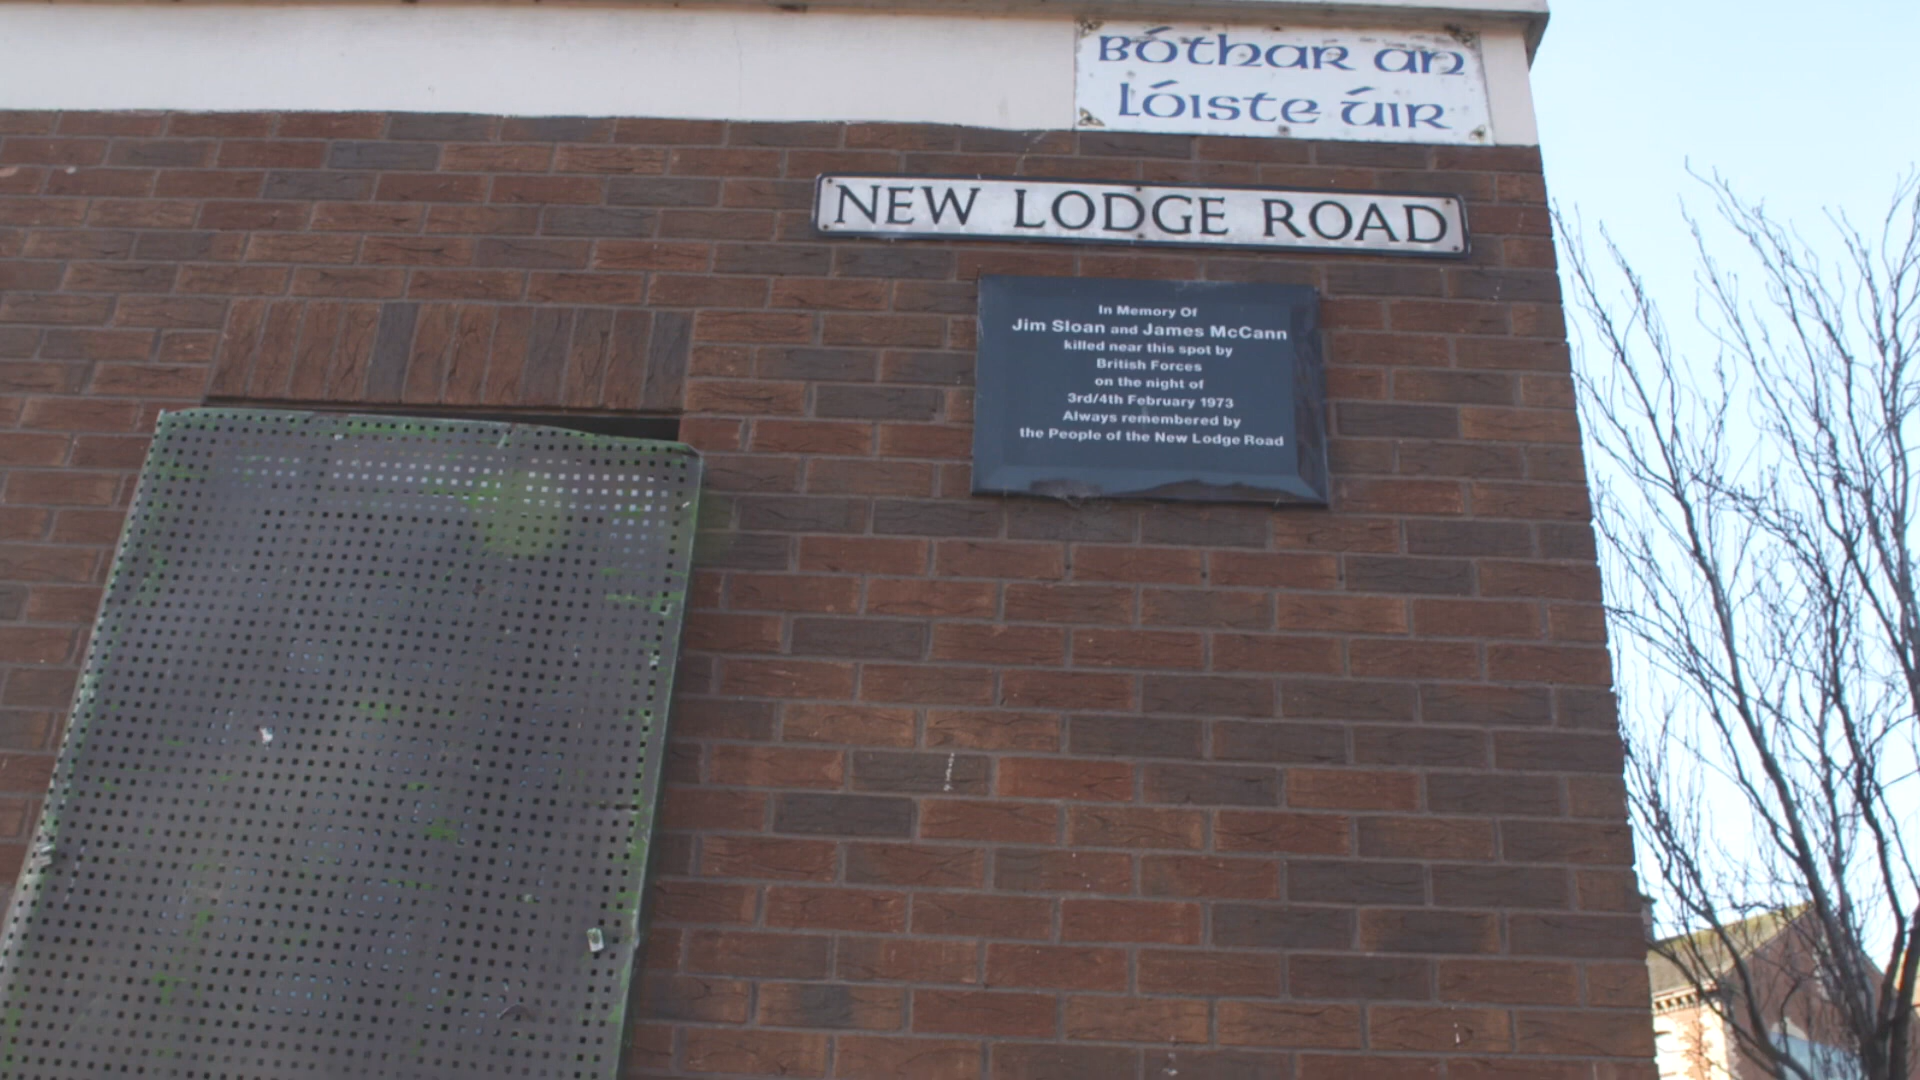 Bóthar an
Lóiste Úir
NEW LODGE ROAD
In Memory Of
Jim Sloan and James McCann
killed near this spot by
British Forces
on the night of
3rd/4th February 1973
Always remembered by
the People of the New Lodge Road